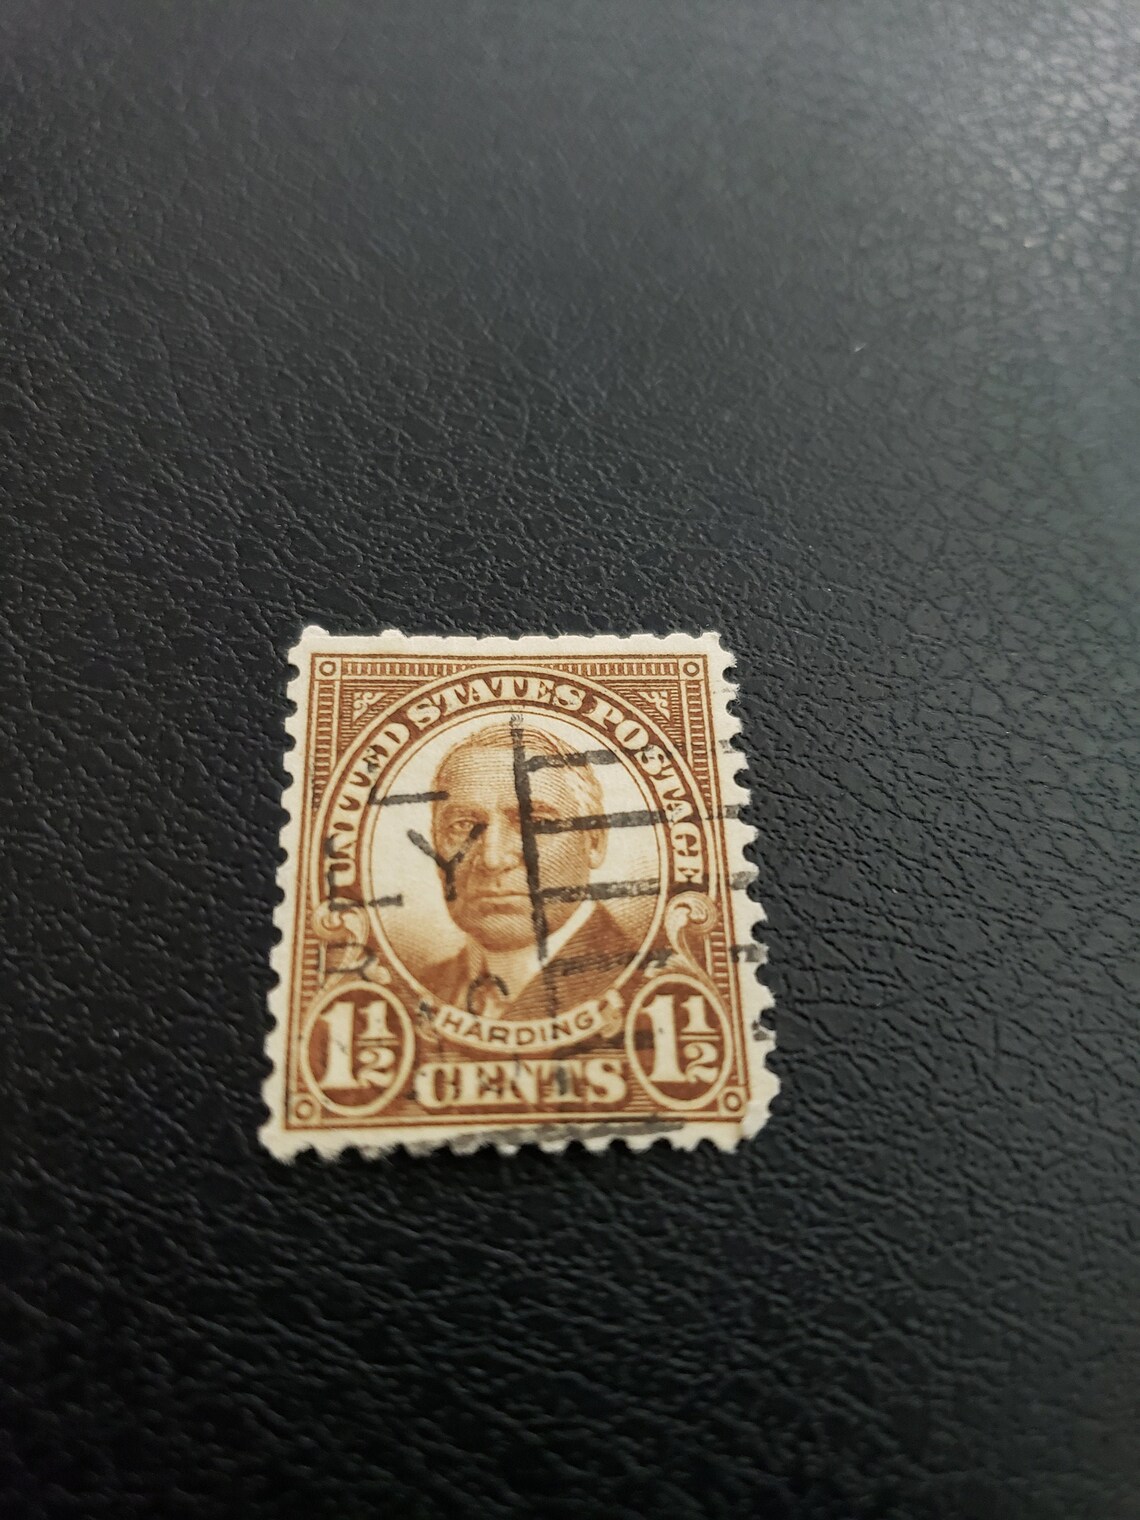 UNITED STATES POSTAGE
HARDING
1½ 1½
CENTS